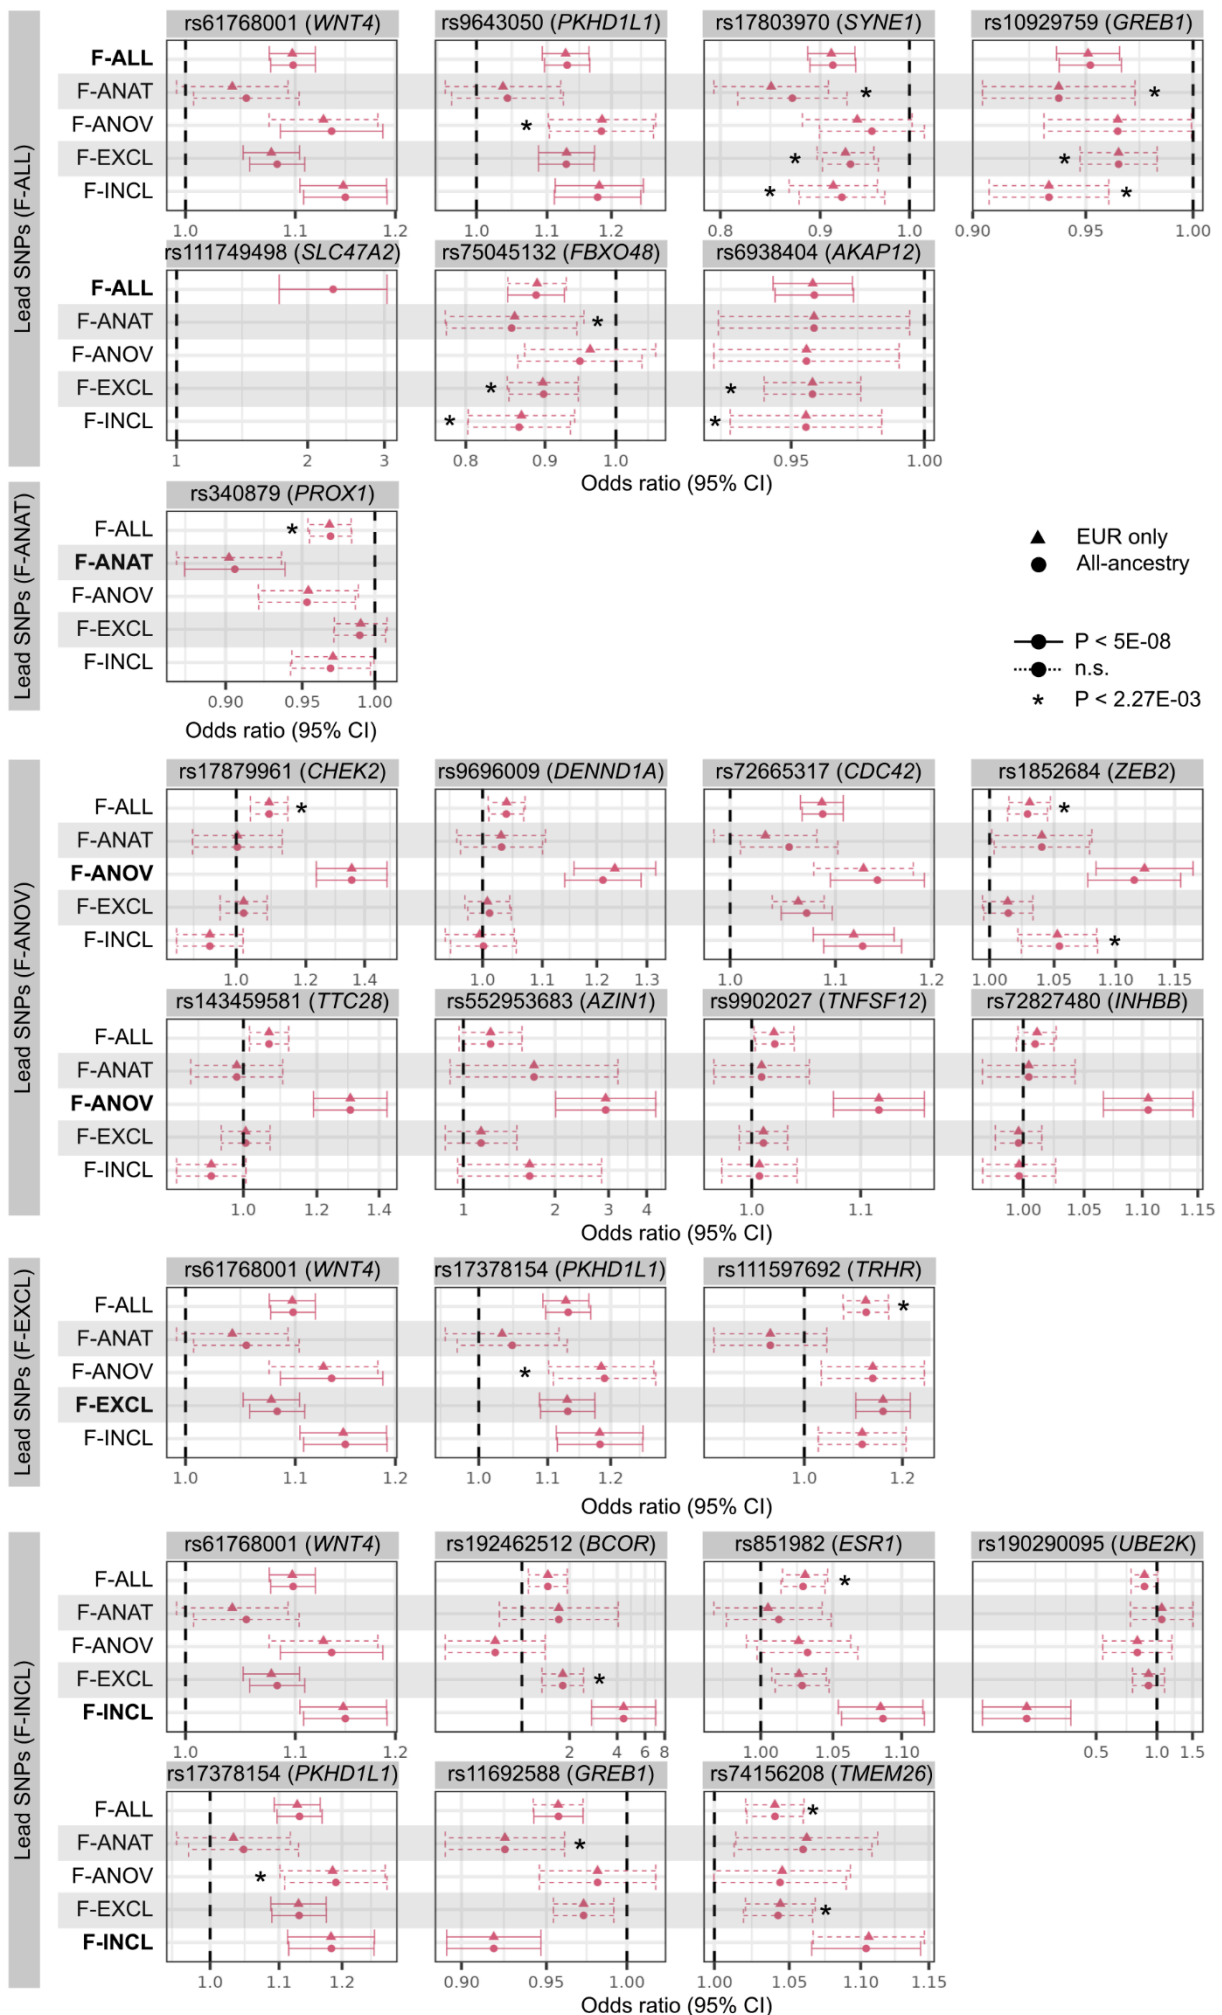 Lead SNPs (F-ALL)
rs61768001 (WNT4) rs9643050 (PKHD1L1) rs17803970 (SYNE1) rs10929759 (GREB1)
F-ALL
F-ANAT *  *
F-ANOV *
F-EXCL *  *
F-INCL *  *
1.0 1.1 1.2 1.0 1.1 1.2 0.8 0.9 1.0 0.90 0.95 1.00
rs111749498 (SLC47A2) rs75045132 (FBXO48) rs6938404 (AKAP12)
F-ALL
F-ANAT *
F-ANOV
F-EXCL *  *
F-INCL *  *
1 2 3 0.8 0.9 1.0 0.95 1.00
Odds ratio (95% CI)
Lead SNPs (F-ANAT)
rs340879 (PROX1)
F-ALL *
F-ANAT
F-ANOV
F-EXCL
F-INCL
0.90 0.95 1.00
Odds ratio (95% CI)
EUR only
All-ancestry
P < 5E-08
n.s.
* P < 2.27E-03
Lead SNPs (F-ANOV)
rs17879961 (CHEK2) rs9696009 (DENND1A) rs72665317 (CDC42) rs1852684 (ZEB2)
F-ALL *  *
F-ANAT
F-ANOV
F-EXCL
F-INCL *
1.0 1.2 1.4 1.0 1.1 1.2 1.3 1.0 1.1 1.2 1.00 1.05 1.10 1.15
rs143459581 (TTC28) rs552953683 (AZIN1) rs9902027 (TNFSF12) rs72827480 (INHBB)
F-ALL
F-ANAT
F-ANOV
F-EXCL
F-INCL
1.0 1.2 1.4 1 2 3 4 1.0 1.1 1.00 1.05 1.10 1.15
Odds ratio (95% CI)
Lead SNPs (F-EXCL)
rs61768001 (WNT4) rs17378154 (PKHD1L1) rs111597692 (TRHR)
F-ALL *
F-ANAT
F-ANOV *
F-EXCL
F-INCL
1.0 1.1 1.2 1.0 1.1 1.2 1.0 1.2
Odds ratio (95% CI)
Lead SNPs (F-INCL)
rs61768001 (WNT4) rs192462512 (BCOR) rs851982 (ESR1) rs190290095 (UBE2K)
F-ALL *
F-ANAT
F-ANOV
F-EXCL *
F-INCL
1.0 1.1 1.2 2 4 6 8 1.00 1.05 1.10 0.5 1.0 1.5
rs17378154 (PKHD1L1) rs11692588 (GREB1) rs74156208 (TMEM26)
F-ALL *
F-ANAT *
F-ANOV *
F-EXCL *
F-INCL
1.0 1.1 1.2 0.90 0.95 1.00 1.00 1.05 1.10 1.15
Odds ratio (95% CI)